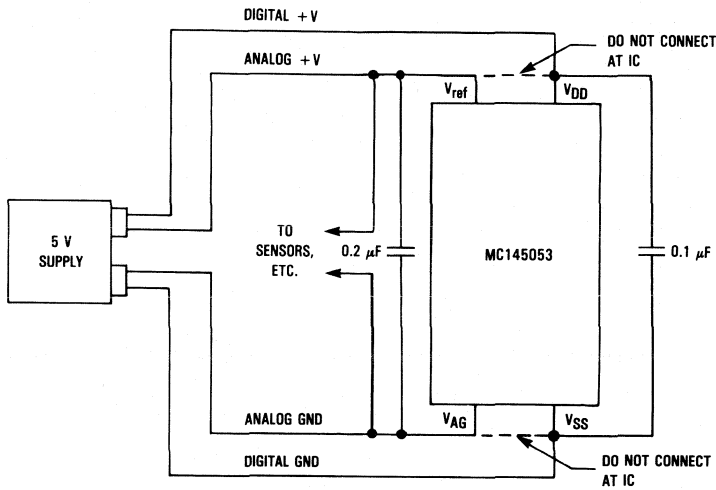 DIGITAL +V
ANALOG +V
DO NOT CONNECT
AT IC
Vref
VDD
5 V
SUPPLY
TO
SENSORS,
ETC.
0.2 μF
MC145053
0.1 μF
ANALOG GND
VAG
VSS
DIGITAL GND
DO NOT CONNECT
AT IC